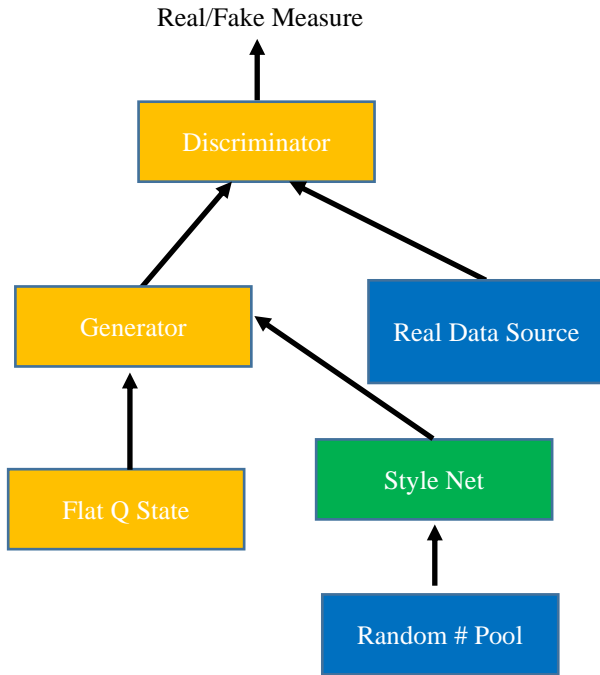 Real/Fake Measure
Discriminator
Generator
Real Data Source
Flat Q State
Style Net
Random # Pool